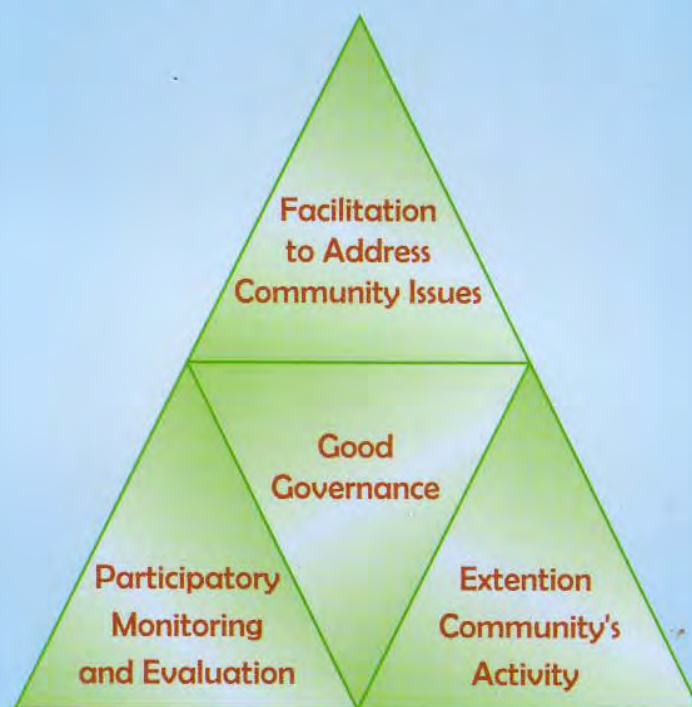 Facilitation
to Address
Community Issues
Good
Governance
Participatory
Monitoring
and Evaluation
Extention
Community's
Activity